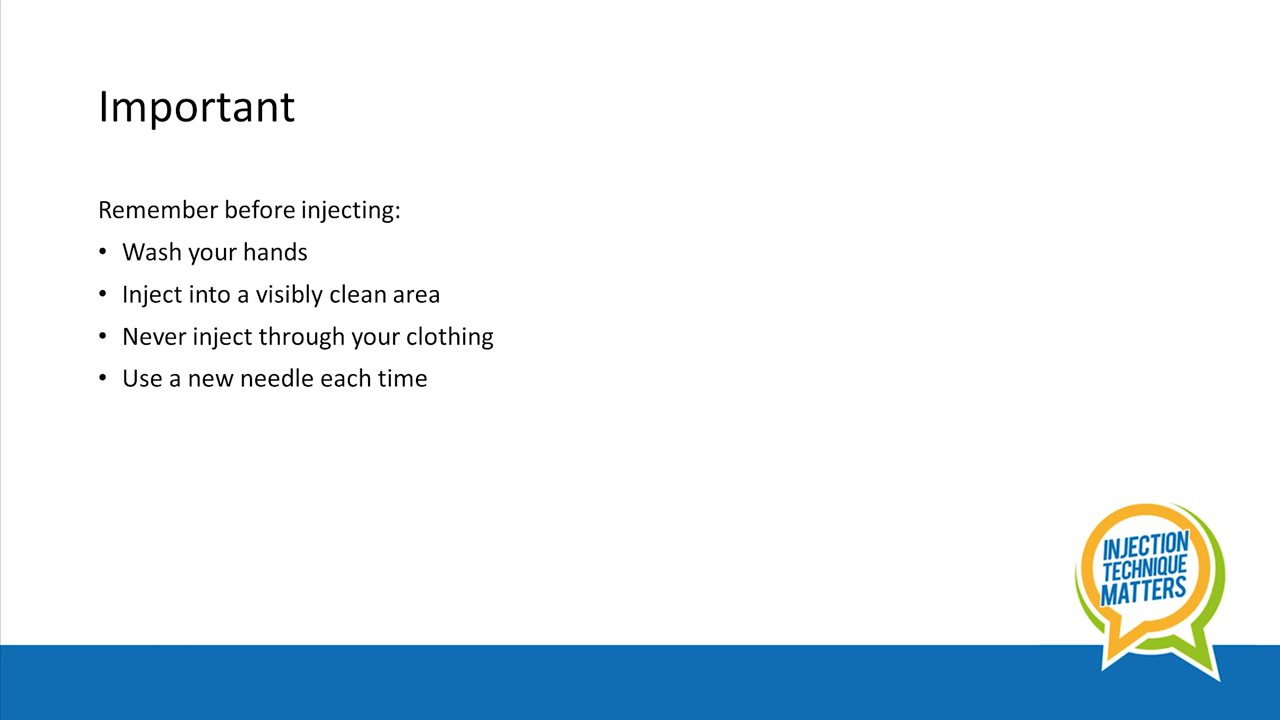 Important
Remember before injecting:
• Wash your hands
• Inject into a visibly clean area
• Never inject through your clothing
• Use a new needle each time
INJECTION
TECHNIQUE
MATTERS